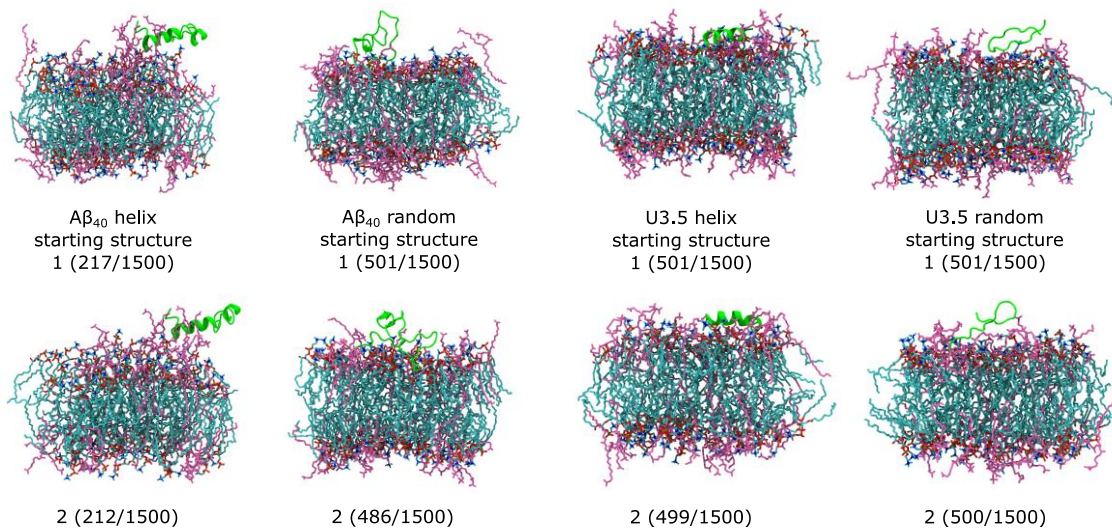 Aβ₄₀ helix
starting structure
1 (217/1500)
Aβ₄₀ random
starting structure
1 (501/1500)
U3.5 helix
starting structure
1 (501/1500)
U3.5 random
starting structure
1 (501/1500)
2 (212/1500)
2 (486/1500)
2 (499/1500)
2 (500/1500)